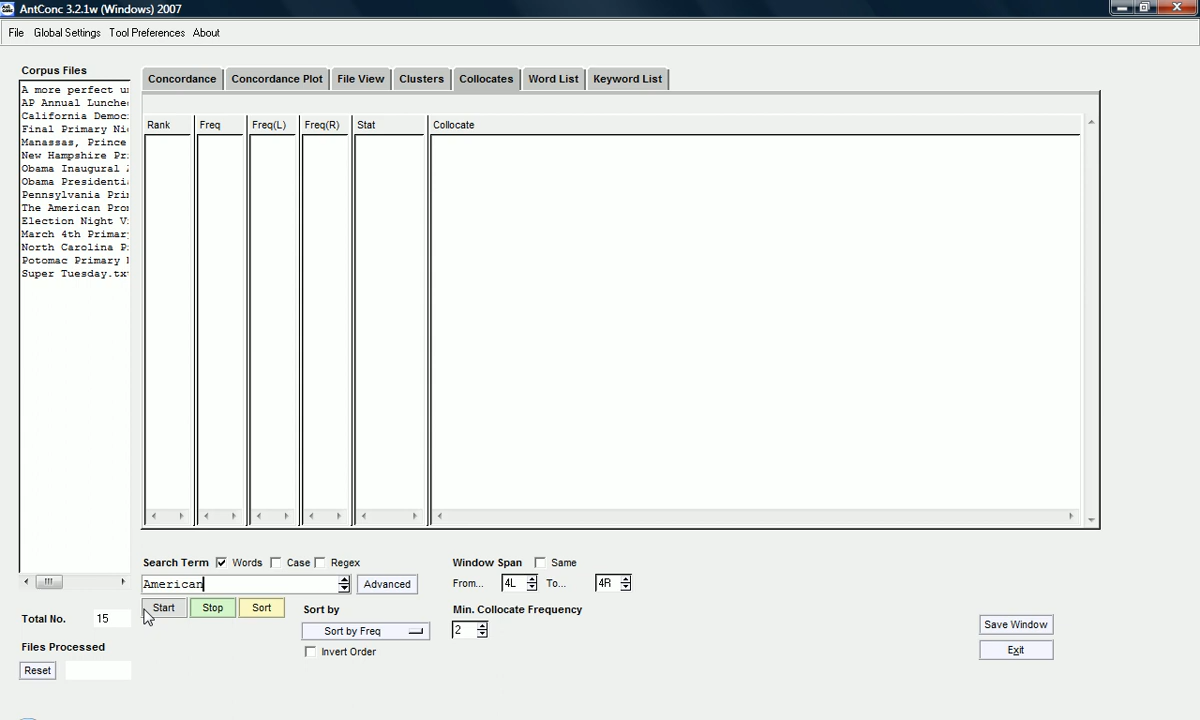 AntConc 3.2.1w (Windows) 2007
File Global Settings Tool Preferences About
Corpus Files
Concordance Concordance Plot File View Clusters Collocates Word List Keyword List
A more perfect
AP Annual Lunche
California Democ
Final Primary Ni
Manassas, Prince
New Hampshire Pr
Obama Inaugural
Obama Presidenti
Pennsylvania Pri
The American Pro
Election Night V
March 4th Primar
North Carolina P
Potomac Primary
Super Tuesday.tx
Rank Freq Freq(L) Freq(R) Stat Collocate
Search Term Words Case Regex
American Advanced
Start Stop Sort
Sort by
Sort by Freq
Invert Order
Window Span Same
From... 4L To... 4R
Min. Collocate Frequency
2
Total No. 15
Files Processed
Reset
Save Window
Exit